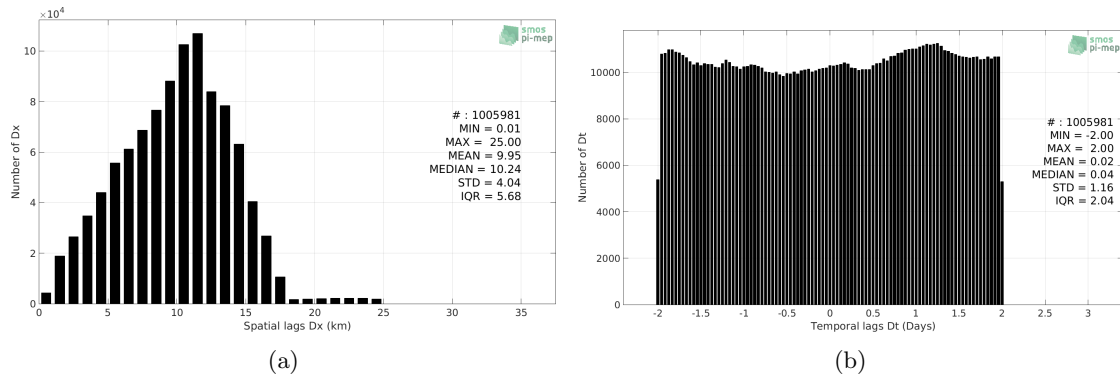 ×10⁴
10
8
6
4
2
0
Number of Dx
0 5 10 15 20 25 30 35
Spatial lags Dx (km)
smos
pi-mep
# : 1005981
MIN = 0.01
MAX = 25.00
MEAN = 9.95
MEDIAN = 10.24
STD = 4.04
IQR = 5.68
(a)
10000
8000
6000
4000
2000
0
Number of Dt
-2 -1.5 -1 -0.5 0 0.5 1 1.5 2 2.5 3
Temporal lags Dt (Days)
smos
pi-mep
# : 1005981
MIN = -2.00
MAX = 2.00
MEAN = 0.02
MEDIAN = 0.04
STD = 1.16
IQR = 2.04
(b)